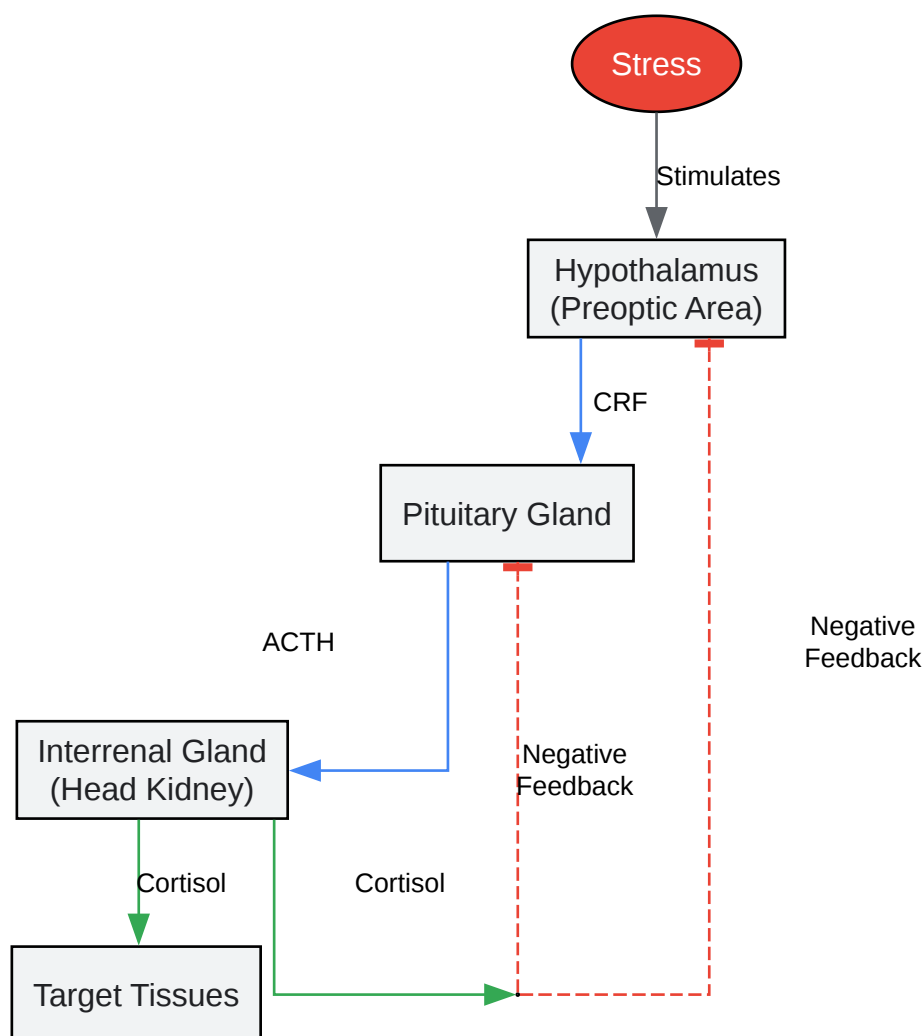 Stress
Stimulates
Hypothalamus
(Preoptic Area)
CRF
Pituitary Gland
ACTH
Negative
Feedback
Interrenal Gland
(Head Kidney)
Negative
Feedback
Cortisol
Cortisol
Target Tissues